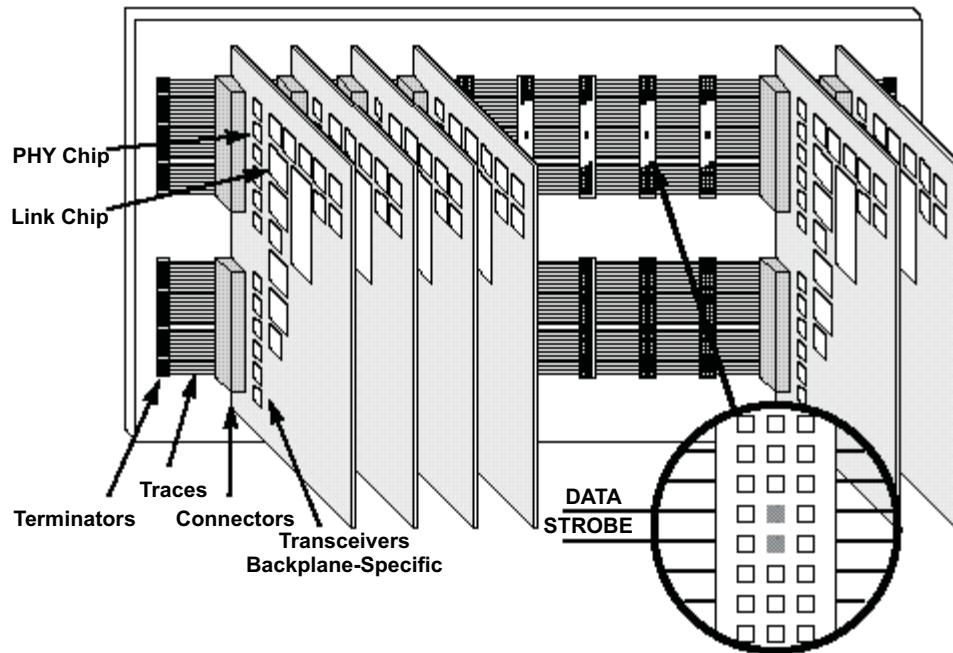 PHY Chip
Link Chip
Traces
Terminators
Connectors
Transceivers
Backplane-Specific
DATA
STROBE